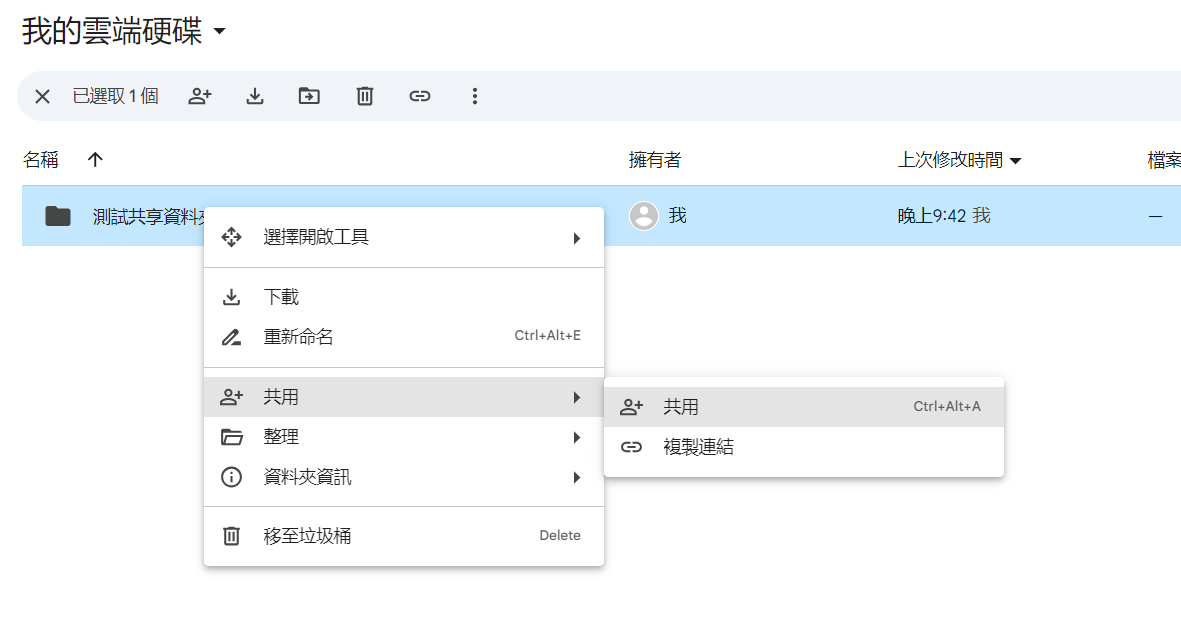 我的雲端硬碟
已選取 1 個
名稱 擁有者 上次修改時間 檔案
測試共享資料夾 我 晚上9:42 我 —
選擇開啟工具
下載
重新命名 Ctrl+Alt+E
共用
共用 Ctrl+Alt+A
整理
複製連結
資料夾資訊
移至垃圾桶 Delete